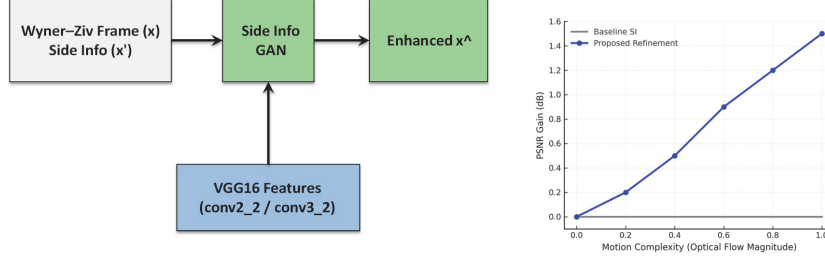 Wyner–Ziv Frame (x)
Side Info (x')
Side Info
GAN
Enhanced x^
VGG16 Features
(conv2_2 / conv3_2)
Baseline SI
Proposed Refinement
PSNR Gain (dB)
1.6
1.4
1.2
1.0
0.8
0.6
0.4
0.2
0.0
0.0 0.2 0.4 0.6 0.8 1.0
Motion Complexity (Optical Flow Magnitude)